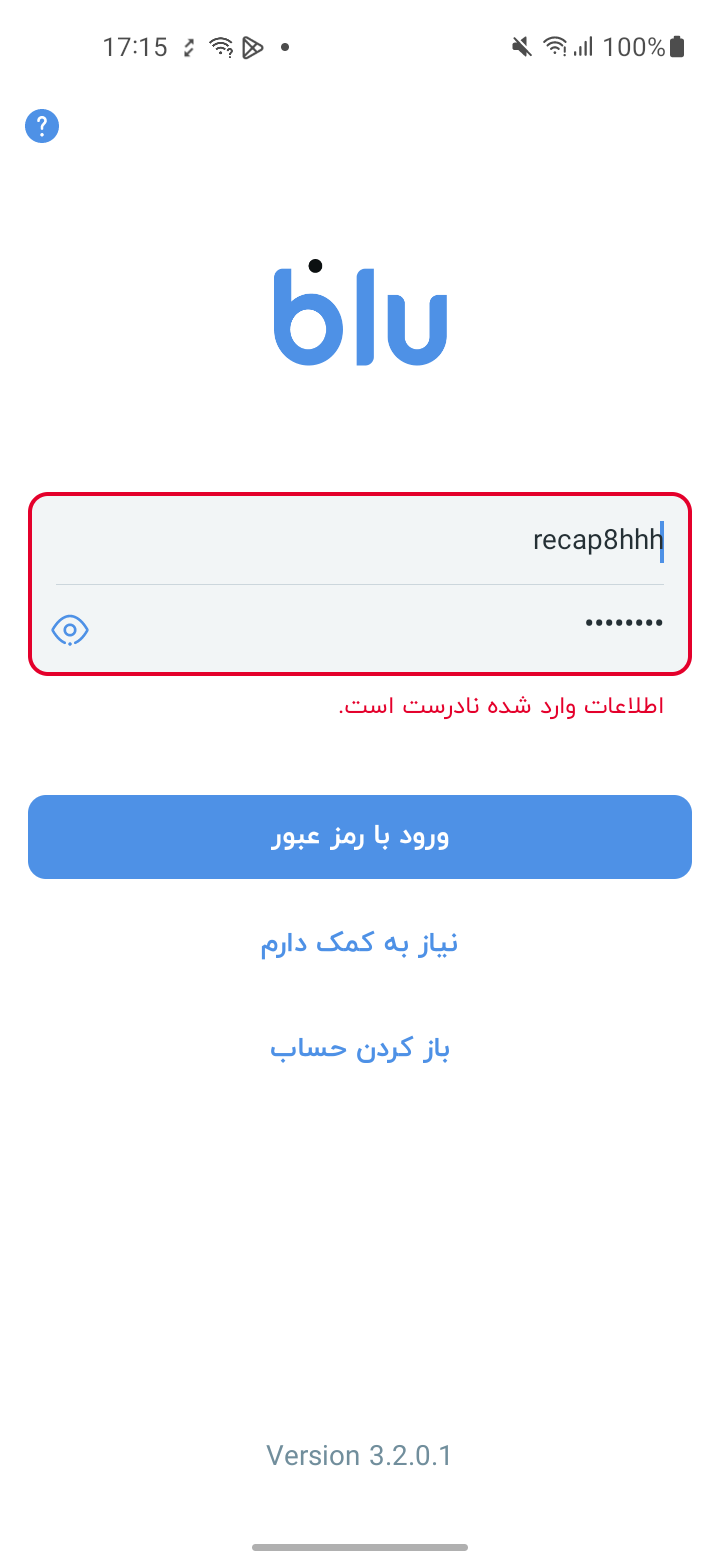 17:15
100%
?
blu
recap8hhh
••••••••
اطلاعات وارد شده نادرست است.
ورود با رمز عبور
نیاز به کمک دارم
باز کردن حساب
Version 3.2.0.1